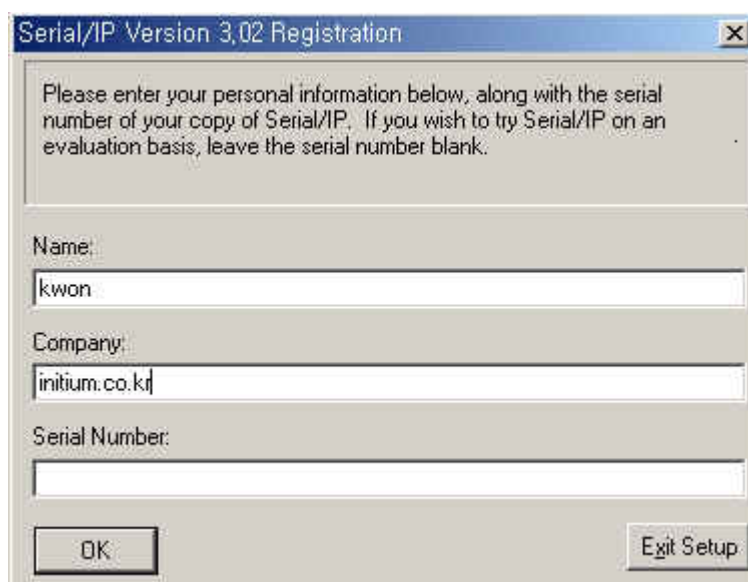 Serial/IP Version 3,02 Registration
Please enter your personal information below, along with the serial
number of your copy of Serial/IP. If you wish to try Serial/IP on an
evaluation basis, leave the serial number blank.
Name:
kwon
Company:
initium.co.kr
Serial Number:
OK
Exit Setup